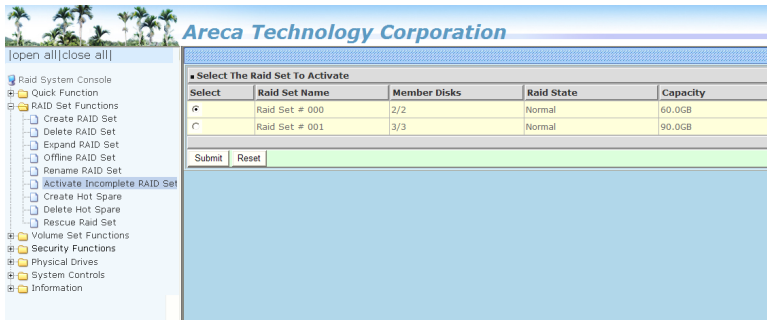 Areca Technology Corporation
|open all|close all|
Raid System Console
Quick Function
RAID Set Functions
Create RAID Set
Delete RAID Set
Expand RAID Set
Offline RAID Set
Rename RAID Set
Activate Incomplete RAID Set
Create Hot Spare
Delete Hot Spare
Rescue Raid Set
Volume Set Functions
Security Functions
Physical Drives
System Controls
Information
Select The Raid Set To Activate
Select Raid Set Name Member Disks Raid State Capacity
Raid Set # 000 2/2 Normal 60.0GB
Raid Set # 001 3/3 Normal 90.0GB
Submit Reset